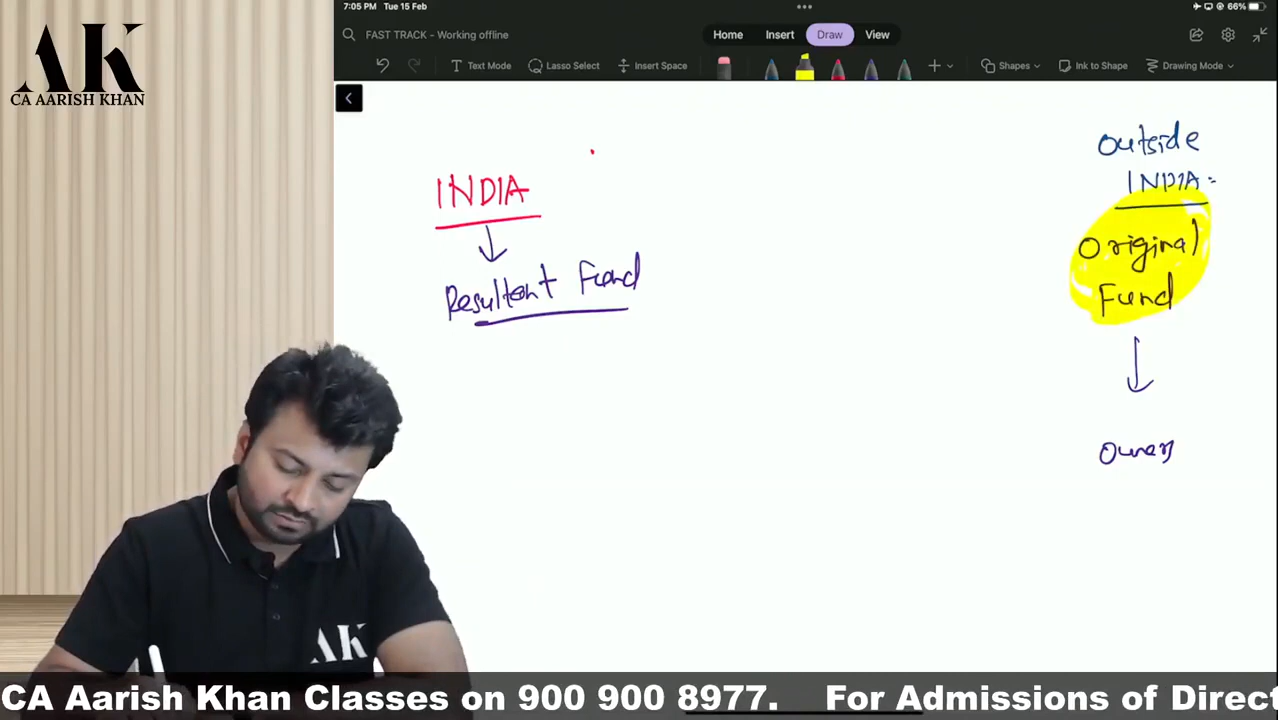 AK
CA AARISH KHAN
7:05 PM Tue 15 Feb
66%
FAST TRACK - Working offline
Home Insert Draw View
Text Mode Lasso Select Insert Space Shapes Ink to Shape Drawing Mode
INDIA
Resultant Fund
Outside
INDIA
Original
Fund
Owners
AK
CA Aarish Khan Classes on 900 900 8977. For Admissions of Direct